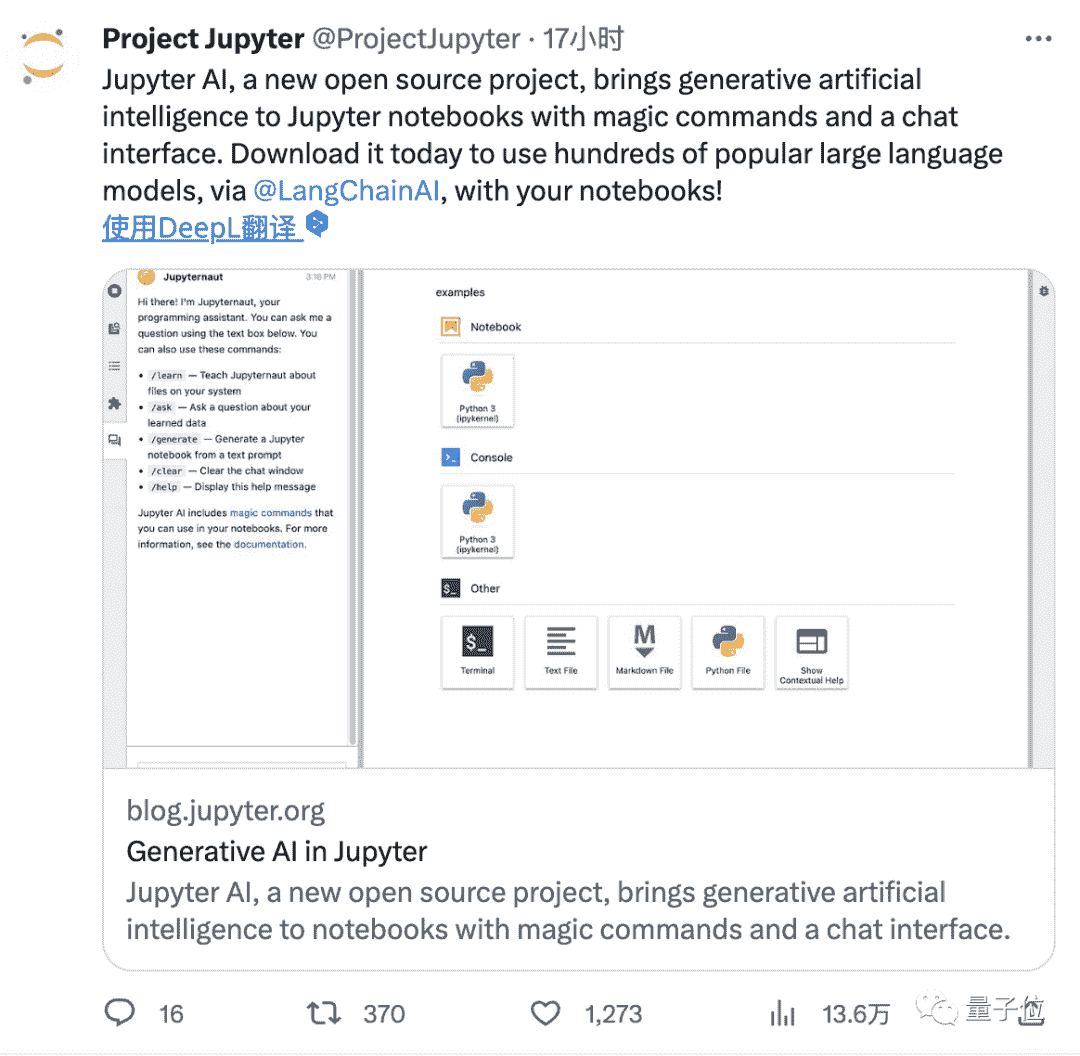 Project Jupyter @ProjectJupyter · 17小时
Jupyter AI, a new open source project, brings generative artificial
intelligence to Jupyter notebooks with magic commands and a chat
interface. Download it today to use hundreds of popular large language
models, via @LangChainAI, with your notebooks!
使用DeepL翻译
Jupyternaut 3:18 PM
Hi there! I'm Jupyternaut, your
programming assistant. You can ask me a
question using the text box below. You
can also use these commands:
• /learn — Teach Jupyternaut about
files on your system
• /ask — Ask a question about your
learned data
• /generate — Generate a Jupyter
notebook from a text prompt
• /clear — Clear the chat window
• /help — Display this help message
Jupyter AI includes magic commands that
you can use in your notebooks. For more
information, see the documentation.
examples
Notebook
Python 3
(ipykernel)
Console
Python 3
(ipykernel)
$_ Other
$_
Terminal
Text File
M
Markdown File
Python File
Show
Contextual Help
blog.jupyter.org
Generative AI in Jupyter
Jupyter AI, a new open source project, brings generative artificial
intelligence to notebooks with magic commands and a chat interface.
16 370 1,273 13.6万 量子位